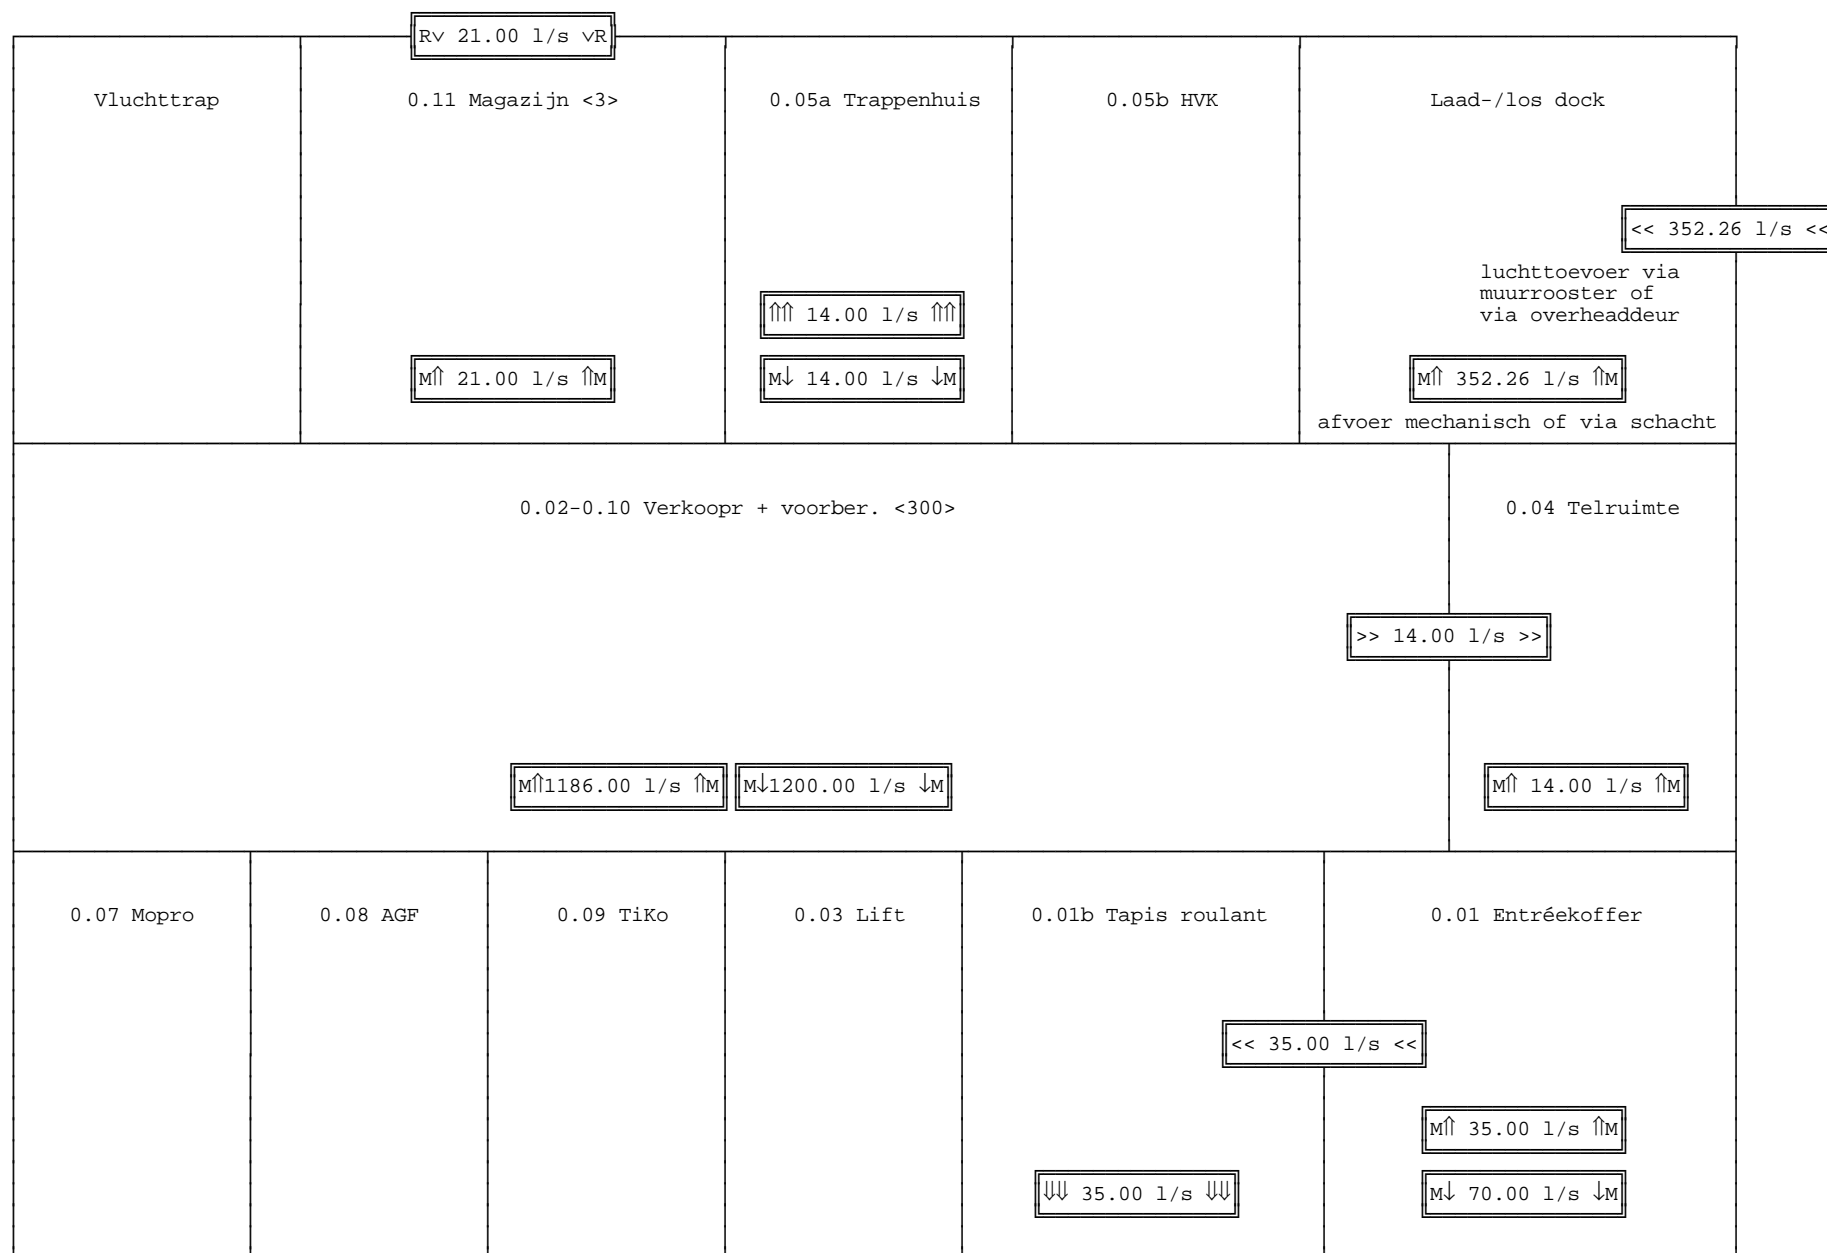 R∨ 21.00 l/s ∨R
Vluchttrap
0.11 Magazijn <3>
0.05a Trappenhuis
0.05b HVK
Laad-/los dock
<< 352.26 l/s <<
luchttoevoer via
muurrooster of
via overheaddeur
⇑⇑ 14.00 l/s ⇑⇑
M⇑ 21.00 l/s ⇑M
M↓ 14.00 l/s ↓M
M⇑ 352.26 l/s ⇑M
afvoer mechanisch of via schacht
0.02-0.10 Verkoopr + voorber. <300>
0.04 Telruimte
>> 14.00 l/s >>
M⇑1186.00 l/s ⇑M
M↓1200.00 l/s ↓M
M⇑ 14.00 l/s ⇑M
0.07 Mopro
0.08 AGF
0.09 TiKo
0.03 Lift
0.01b Tapis roulant
0.01 Entréekoffer
<< 35.00 l/s <<
M⇑ 35.00 l/s ⇑M
⇓⇓ 35.00 l/s ⇓⇓
M↓ 70.00 l/s ↓M